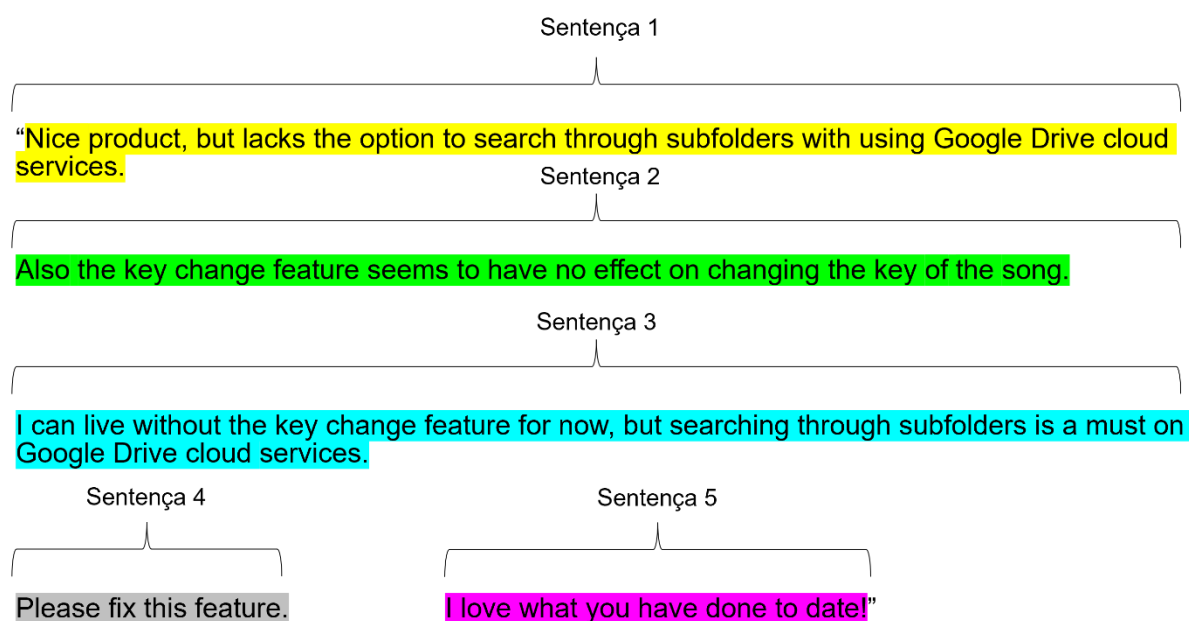 Sentença 1
“Nice product, but lacks the option to search through subfolders with using Google Drive cloud
services.
Sentença 2
Also the key change feature seems to have no effect on changing the key of the song.
Sentença 3
I can live without the key change feature for now, but searching through subfolders is a must on
Google Drive cloud services.
Sentença 4 Sentença 5
Please fix this feature. I love what you have done to date!”